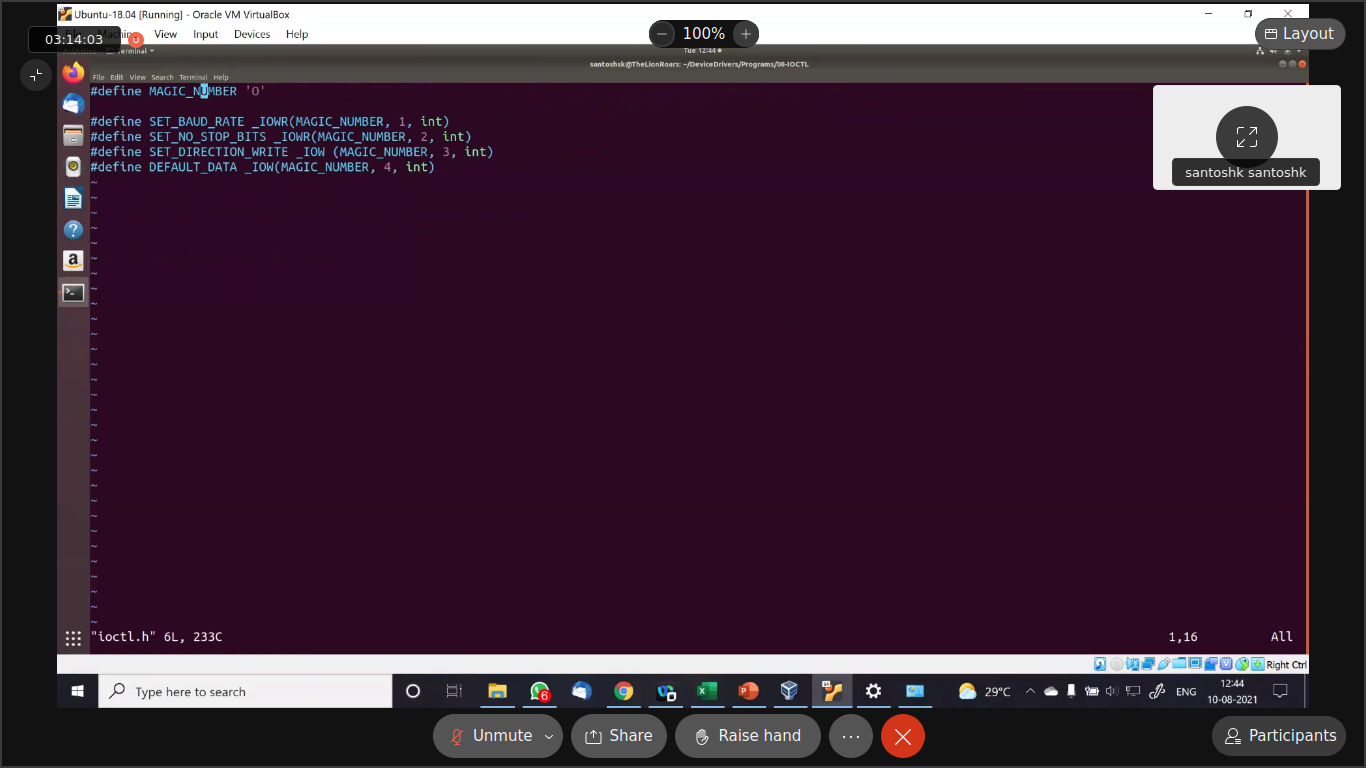 Ubuntu-18.04 [Running] - Oracle VM VirtualBox
View Input Devices Help
03:14:03
100%
Layout
Terminal
Tue 12:44
santoshsk@TheLionRoars: ~/DeviceDrivers/Programs/08-IOCTL
File Edit View Search Terminal Help
#define MAGIC_NUMBER 'O'
#define SET_BAUD_RATE _IOWR(MAGIC_NUMBER, 1, int)
#define SET_NO_STOP_BITS _IOWR(MAGIC_NUMBER, 2, int)
#define SET_DIRECTION_WRITE _IOW (MAGIC_NUMBER, 3, int)
#define DEFAULT_DATA _IOW(MAGIC_NUMBER, 4, int)
santoshk santoshk
"ioctl.h" 6L, 233C
1,16
All
Right Ctrl
Type here to search
6
29°C
ENG
12:44
10-08-2021
Unmute
Share
Raise hand
Participants